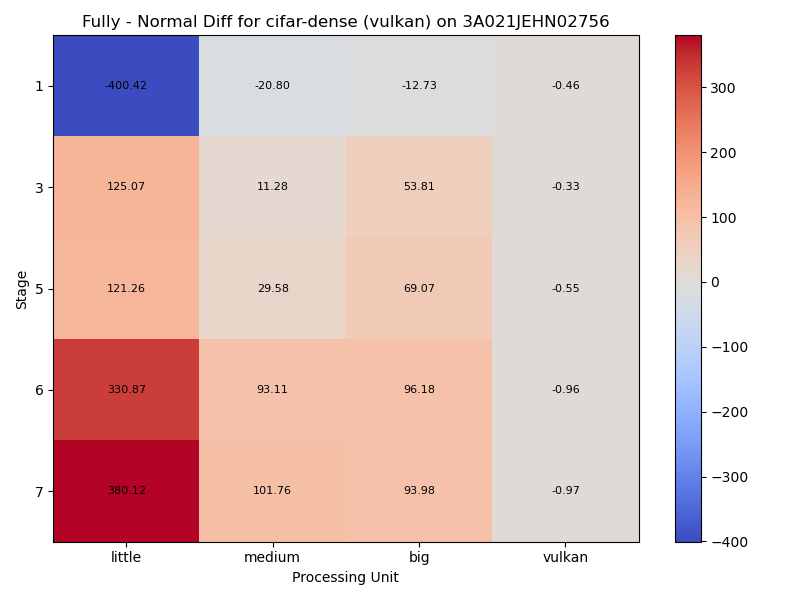 Fully - Normal Diff for cifar-dense (vulkan) on 3A021JEHN02756
1 -400.42 -20.80 -12.73 -0.46
3 125.07 11.28 53.81 -0.33
5 121.26 29.58 69.07 -0.55
6 330.87 93.11 96.18 -0.96
7 380.12 101.76 93.98 -0.97
Stage
little medium big vulkan
Processing Unit
300
200
100
0
−100
−200
−300
−400